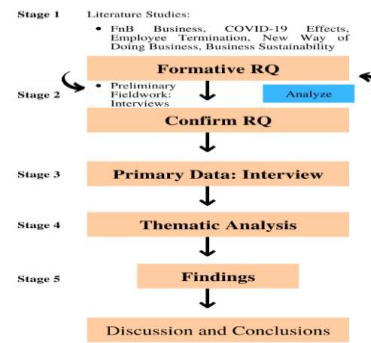 Stage 1 Literature Studies:
• FnB Business, COVID-19 Effects,
Employee Termination, New Way of
Doing Business, Business Sustainability
Formative RQ
Stage 2 • Preliminary
Fieldwork:
Interviews
Analyze
Confirm RQ
Stage 3 Primary Data: Interview
Stage 4 Thematic Analysis
Stage 5 Findings
Discussion and Conclusions